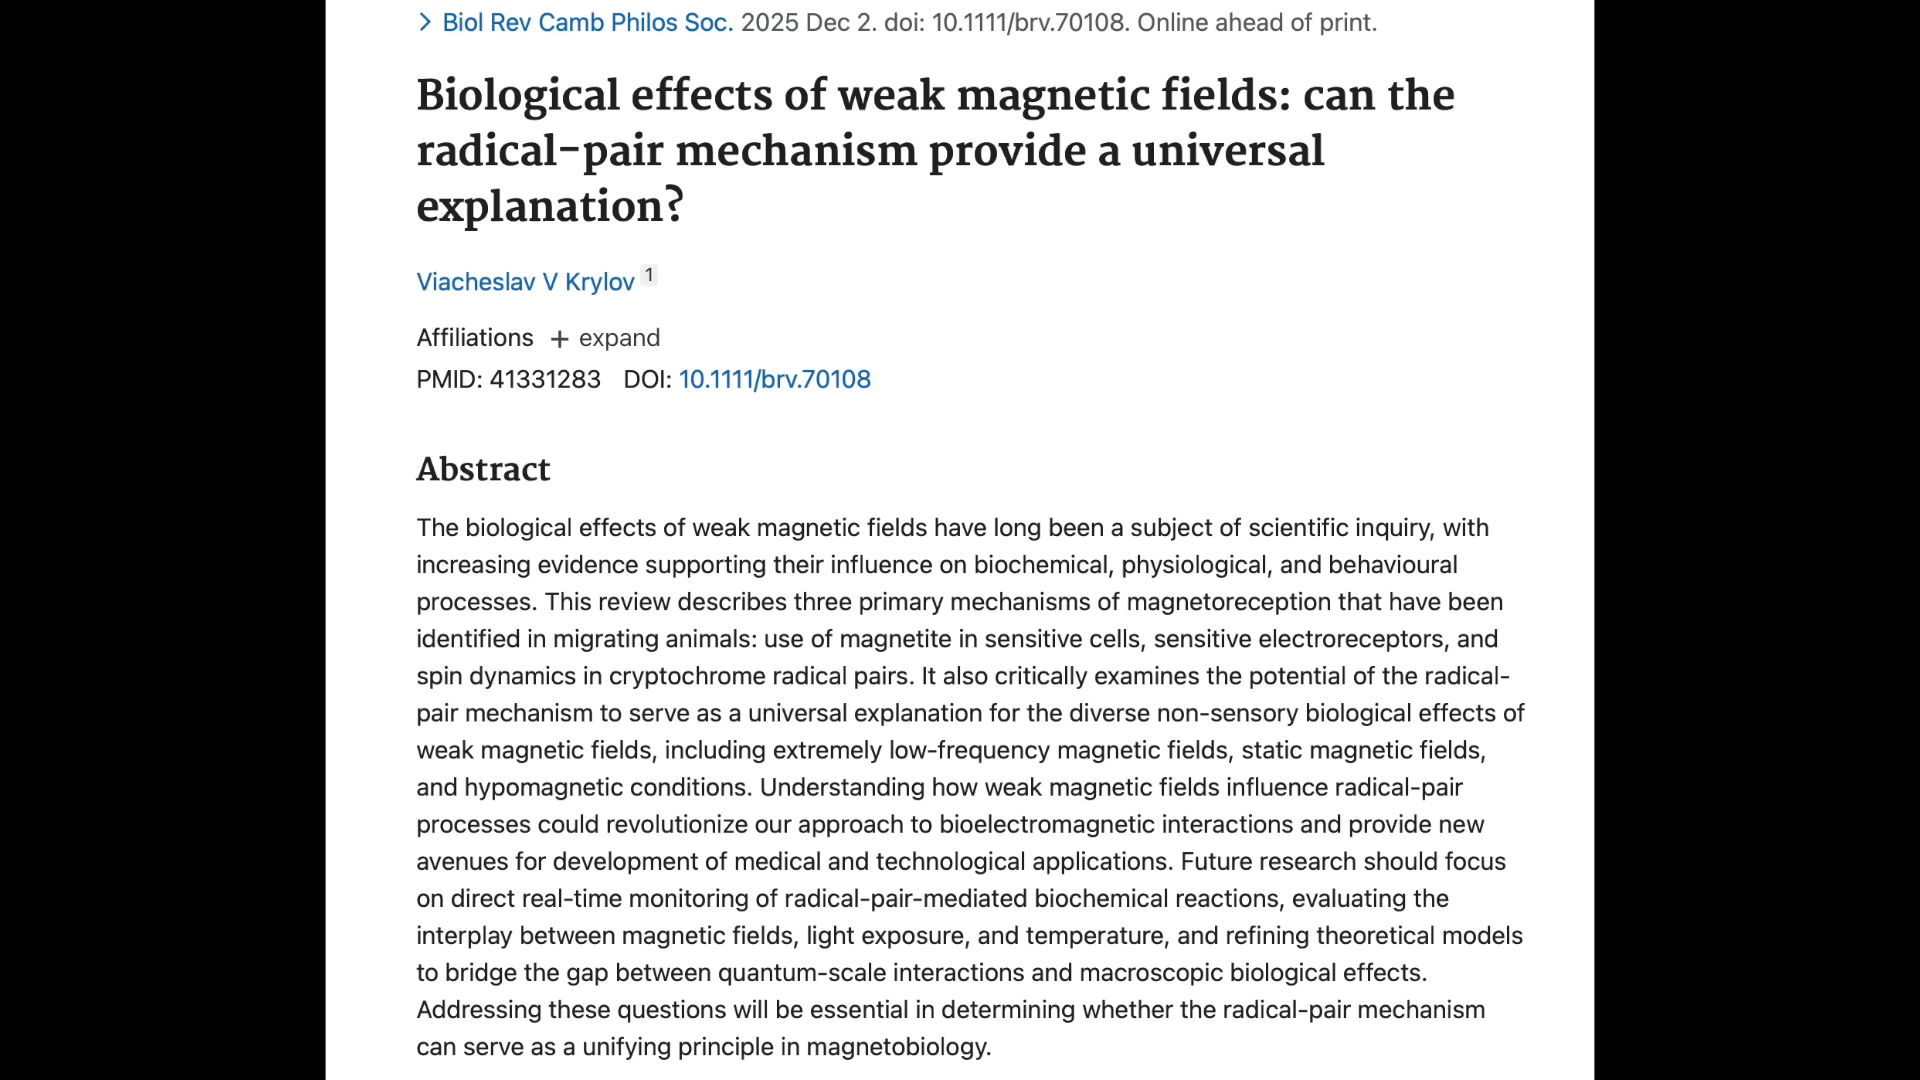 > Biol Rev Camb Philos Soc. 2025 Dec 2. doi: 10.1111/brv.70108. Online ahead of print.
Biological effects of weak magnetic fields: can the
radical-pair mechanism provide a universal
explanation?
Viacheslav V Krylov 1
Affiliations + expand
PMID: 41331283 DOI: 10.1111/brv.70108
Abstract
The biological effects of weak magnetic fields have long been a subject of scientific inquiry, with
increasing evidence supporting their influence on biochemical, physiological, and behavioural
processes. This review describes three primary mechanisms of magnetoreception that have been
identified in migrating animals: use of magnetite in sensitive cells, sensitive electroreceptors, and
spin dynamics in cryptochrome radical pairs. It also critically examines the potential of the radical-
pair mechanism to serve as a universal explanation for the diverse non-sensory biological effects of
weak magnetic fields, including extremely low-frequency magnetic fields, static magnetic fields,
and hypomagnetic conditions. Understanding how weak magnetic fields influence radical-pair
processes could revolutionize our approach to bioelectromagnetic interactions and provide new
avenues for development of medical and technological applications. Future research should focus
on direct real-time monitoring of radical-pair-mediated biochemical reactions, evaluating the
interplay between magnetic fields, light exposure, and temperature, and refining theoretical models
to bridge the gap between quantum-scale interactions and macroscopic biological effects.
Addressing these questions will be essential in determining whether the radical-pair mechanism
can serve as a unifying principle in magnetobiology.